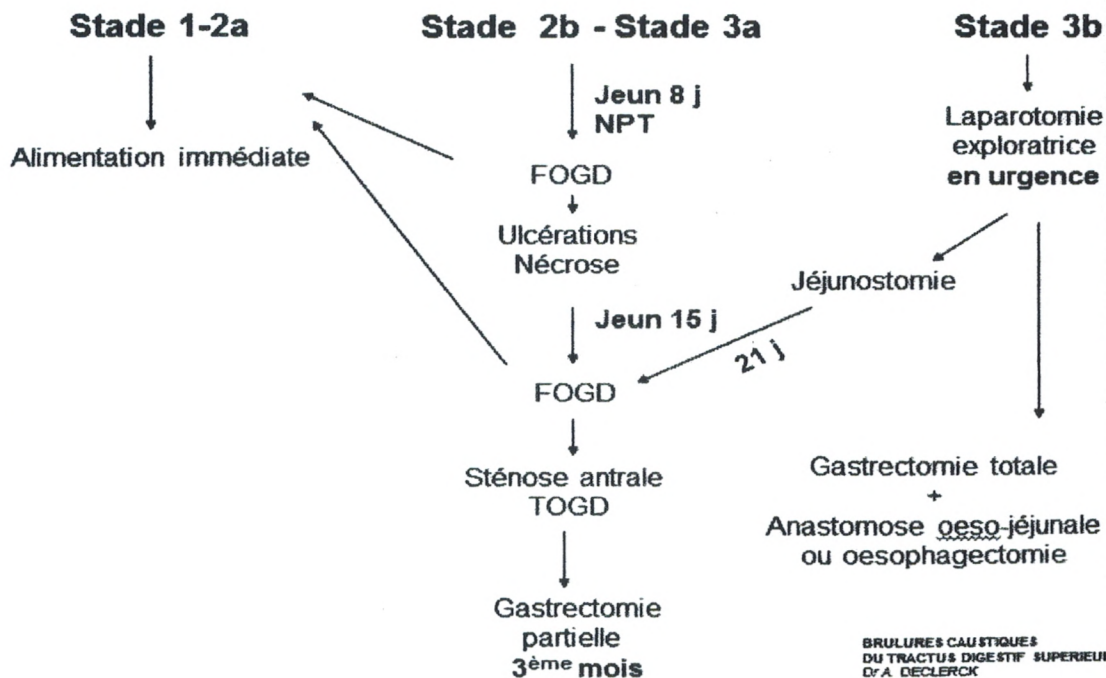 Stade 1-2a
Alimentation immédiate
Stade 2b - Stade 3a
Jeun 8 j
NPT
FOGD
Ulcérations
Nécrose
Jeun 15 j
FOGD
Sténose antrale
TOGD
Gastrectomie
partielle
3ème mois
Stade 3b
Laparotomie
exploratrice
en urgence
Jéjunostomie
21 j
Gastrectomie totale
+
Anastomose oeso-jéjunale
ou oesophagectomie
BRULURES CAUSTIQUES
DU TRACTUS DIGESTIF SUPERIEUR
Dr A. DECLERCK